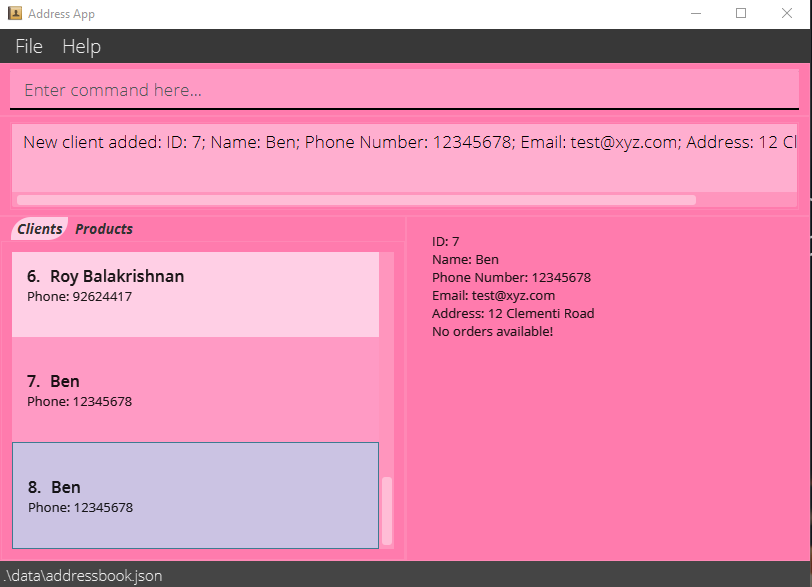 Address App
File Help
Enter command here...
New client added: ID: 7; Name: Ben; Phone Number: 12345678; Email: test@xyz.com; Address: 12 Cl
Clients Products
6. Roy Balakrishnan
Phone: 92624417
7. Ben
Phone: 12345678
8. Ben
Phone: 12345678
ID: 7
Name: Ben
Phone Number: 12345678
Email: test@xyz.com
Address: 12 Clementi Road
No orders available!
.\data\addressbook.json